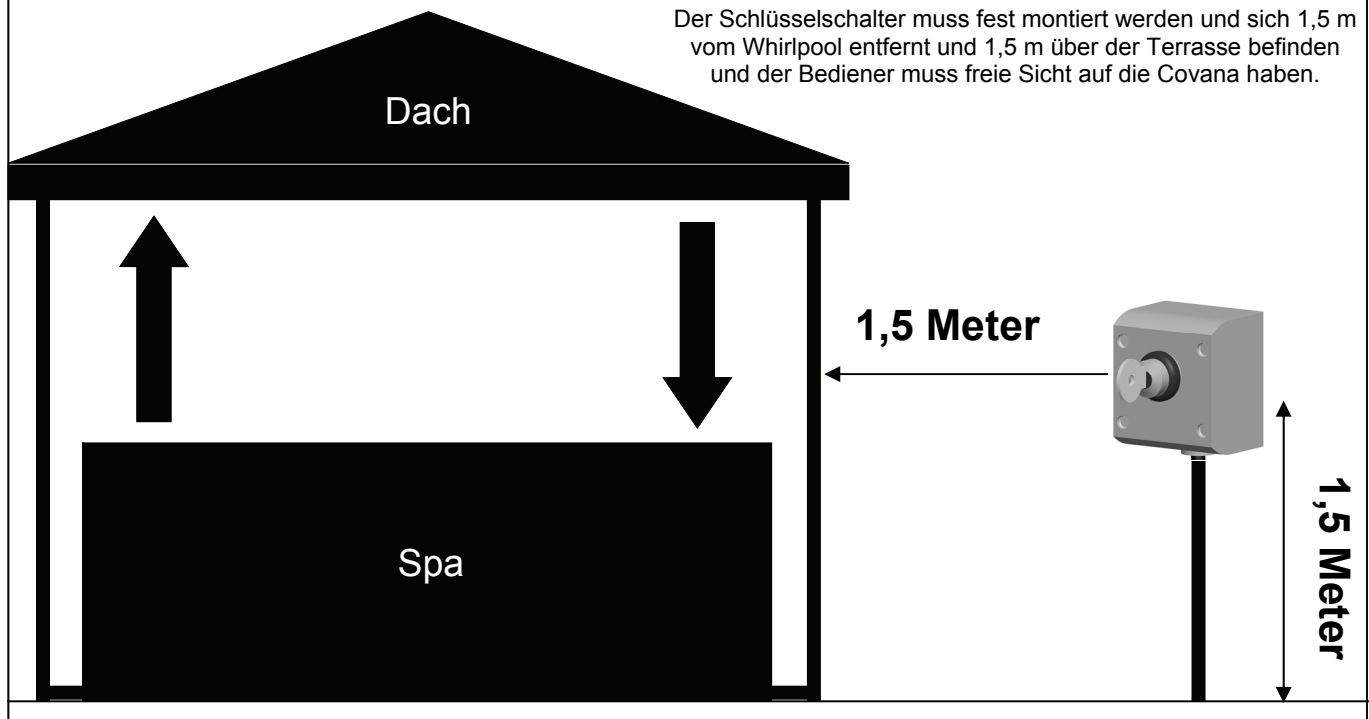 Der Schlüsselschalter muss fest montiert werden und sich 1,5 m
vom Whirlpool entfernt und 1,5 m über der Terrasse befinden
und der Bediener muss freie Sicht auf die Covana haben.
Dach
1,5 Meter
1,5 Meter
Spa